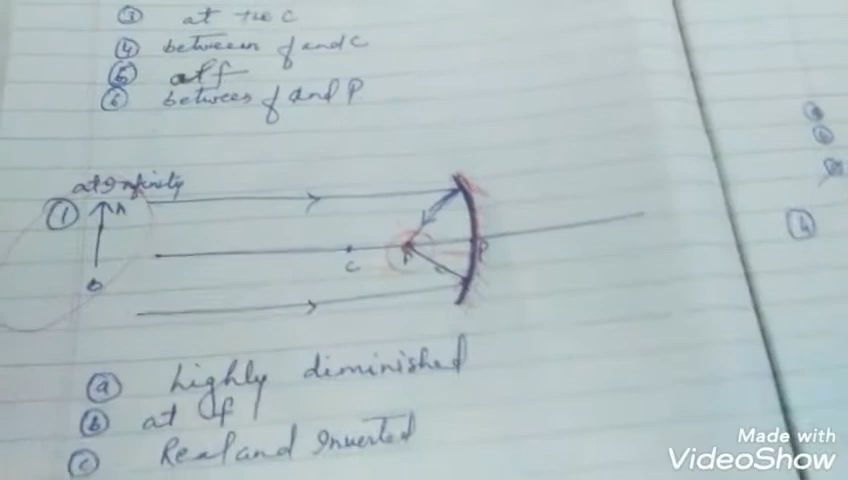 ③ at the C
④ between f and c
⑤ at f
⑥ between f and P
at Infinity
① A
C F P
ⓐ highly diminished
ⓑ at f
ⓒ Real and Inverted
④
Made with
VideoShow